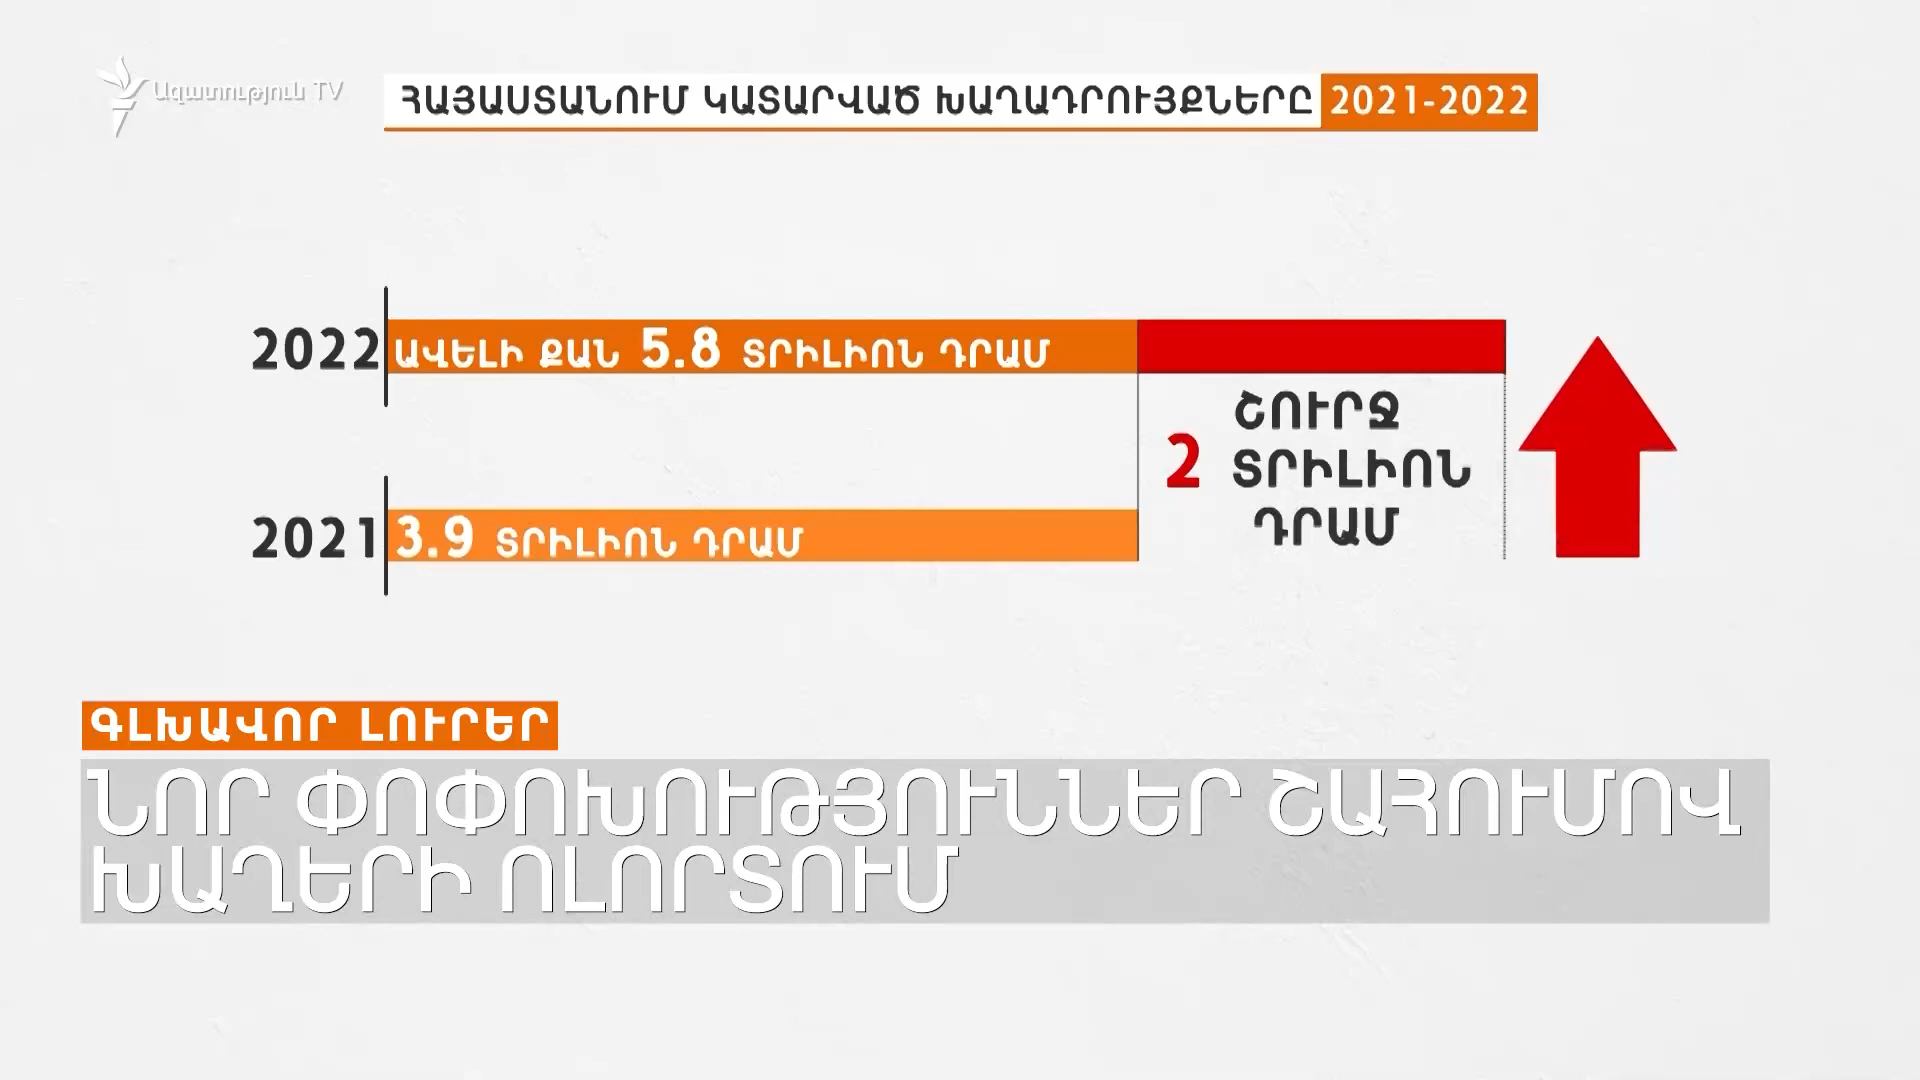 Ազատություն TV
ՀԱՅԱՍՏԱՆՈՒՄ ԿԱՏԱՐՎԱԾ ԽԱՂԱԴՐՈՒՅՔՆԵՐԸ 2021-2022
2022 ԱՎԵԼԻ ՔԱՆ 5.8 ՏՐԻԼԻՈՆ ԴՐԱՄ
ՇՈՒՐՋ
2 ՏՐԻԼԻՈՆ
ԴՐԱՄ
2021 3.9 ՏՐԻԼԻՈՆ ԴՐԱՄ
ԳԼԽԱՎՈՐ ԼՈՒՐԵՐ
ՆՈՐ ՓՈՓՈԽՈՒԹՅՈՒՆՆԵՐ ՇԱՀՈՒՄՈՎ
ԽԱՂԵՐԻ ՈԼՈՐՏՈՒՄ